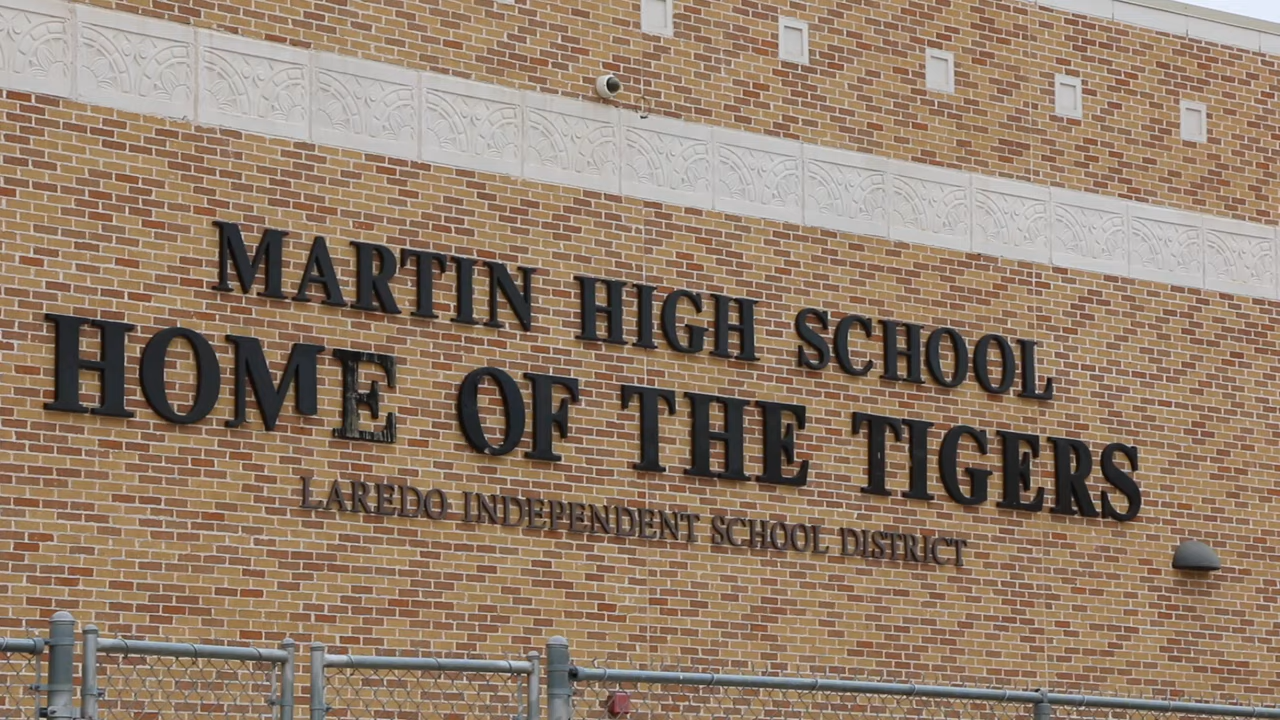 MARTIN HIGH SCHOOL
HOME OF THE TIGERS
LAREDO INDEPENDENT SCHOOL DISTRICT